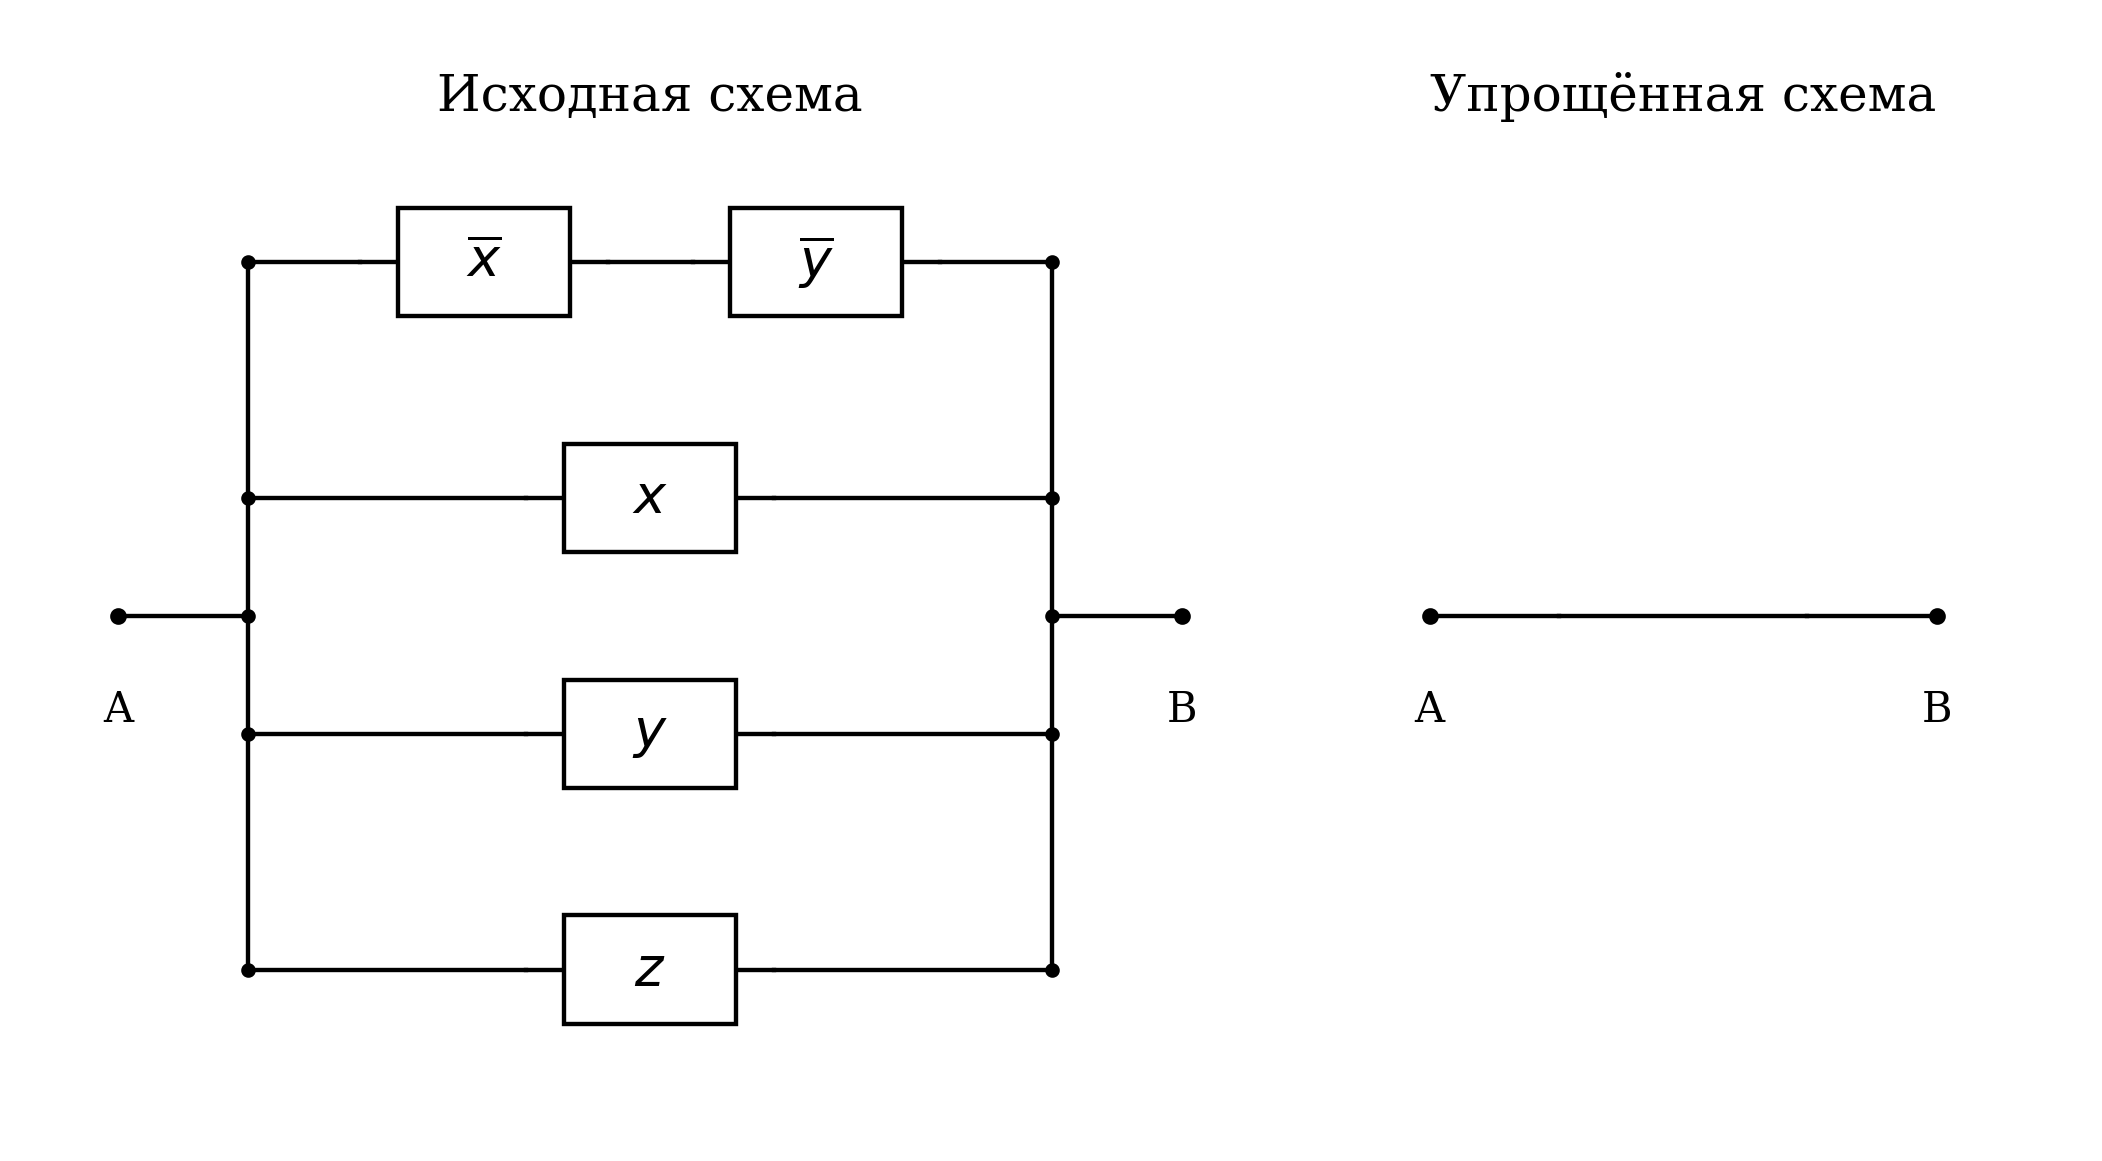 Исходная схема
Упрощённая схема
x̅
y̅
x
y
A
B
A
B
z